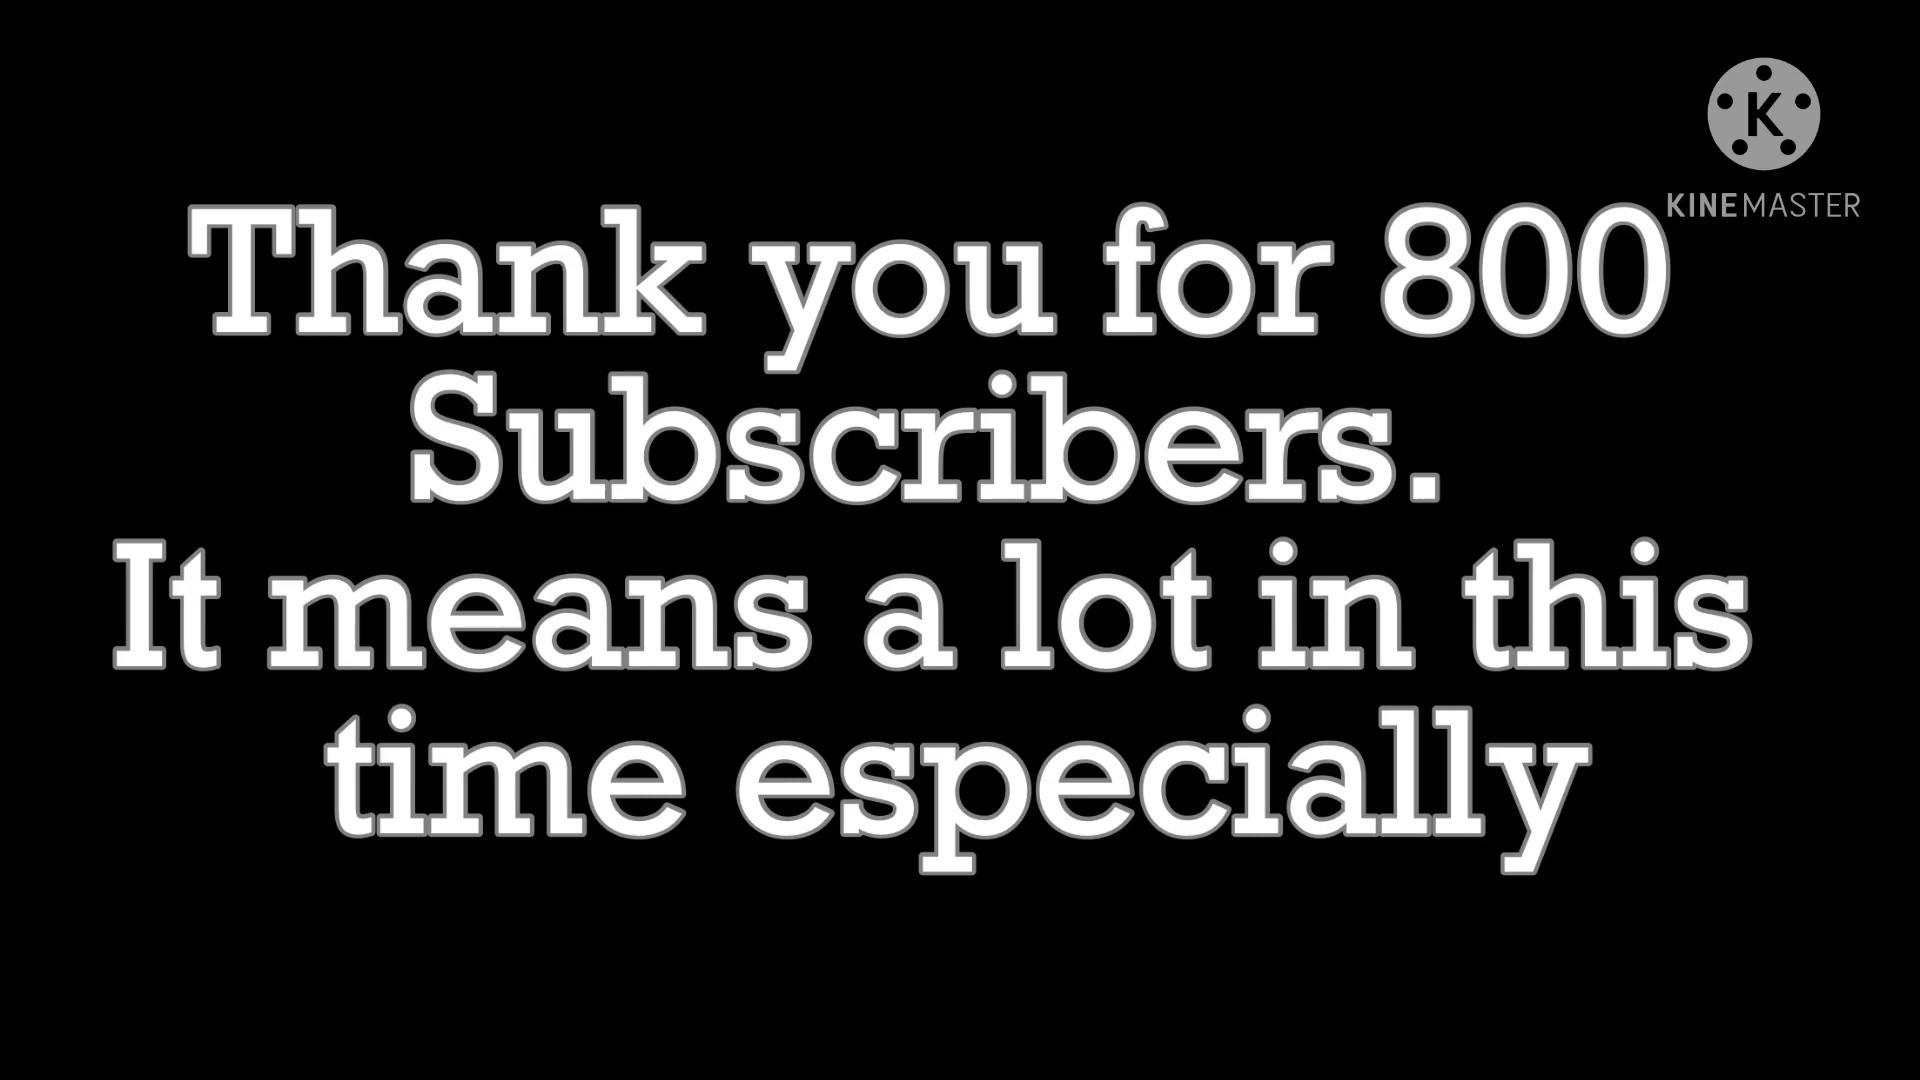 K
KINEMASTER
Thank you for 800
Subscribers.
It means a lot in this
time especially